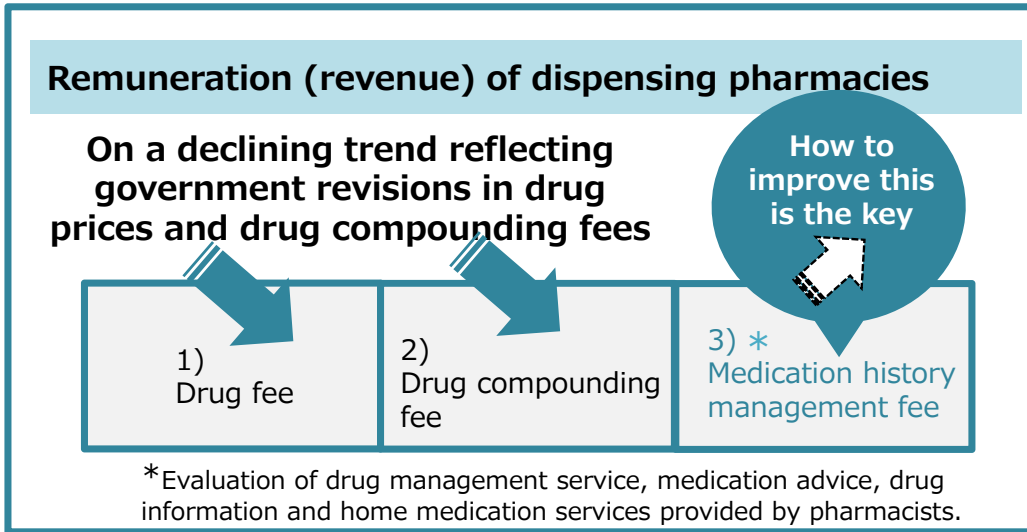 Remuneration (revenue) of dispensing pharmacies
On a declining trend reflecting
government revisions in drug
prices and drug compounding fees
How to
improve this
is the key
1)
Drug fee
2)
Drug compounding
fee
3) *
Medication history
management fee
*Evaluation of drug management service, medication advice, drug
information and home medication services provided by pharmacists.